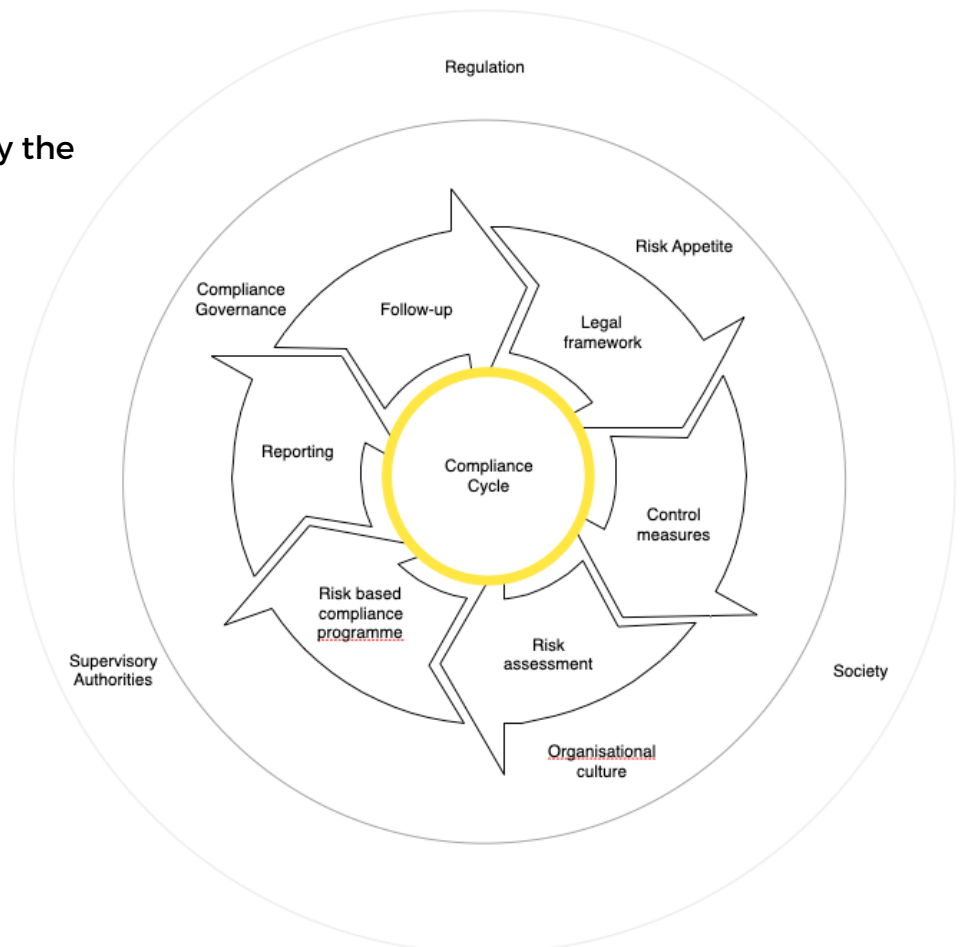 Regulation
y the
Risk Appetite
Compliance
Governance
Follow-up
Legal
framework
Reporting
Compliance
Cycle
Control
measures
Risk based
compliance
programme
Risk
assessment
Supervisory
Authorities
Society
Organisational
culture